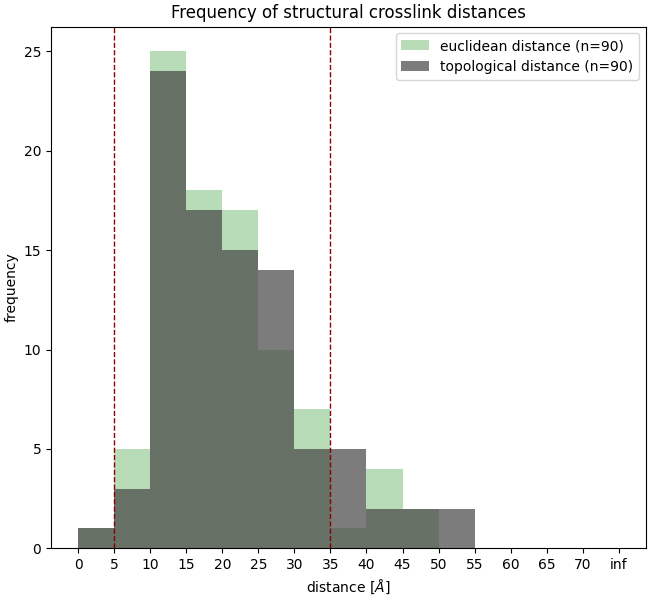 Frequency of structural crosslink distances
euclidean distance (n=90)
topological distance (n=90)
25
20
15
10
5
0
frequency
0 5 10 15 20 25 30 35 40 45 50 55 60 65 70 inf
distance [Å]